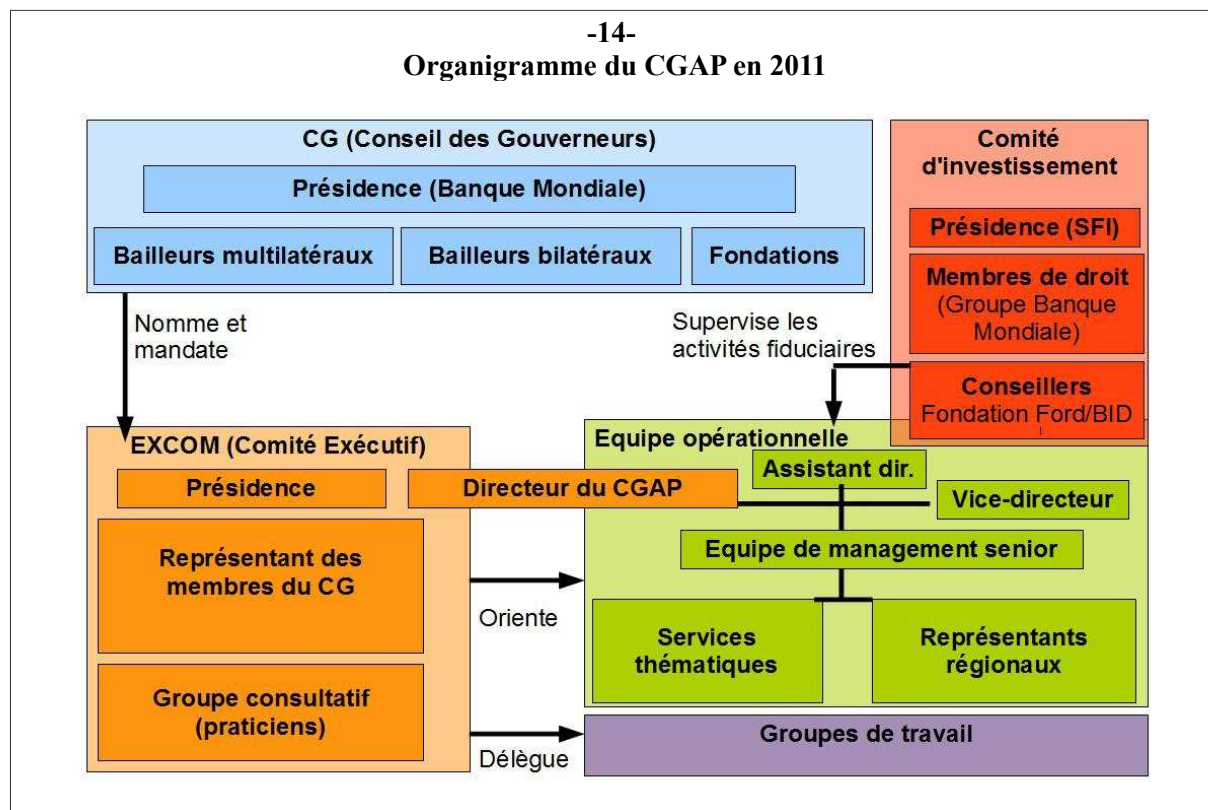 -14-
Organigramme du CGAP en 2011
CG (Conseil des Gouverneurs)
Présidence (Banque Mondiale)
Bailleurs multilatéraux
Bailleurs bilatéraux
Fondations
Comité
d'investissement
Présidence (SFI)
Membres de droit
(Groupe Banque
Mondiale)
Conseillers
Fondation Ford/BID
Nomme et
mandate
Supervise les
activités fiduciaires
EXCOM (Comité Exécutif)
Présidence
Directeur du CGAP
Représentant des
membres du CG
Groupe consultatif
(praticiens)
Oriente
Délègue
Equipe opérationnelle
Assistant dir.
Vice-directeur
Equipe de management senior
Services
thématiques
Représentants
régionaux
Groupes de travail